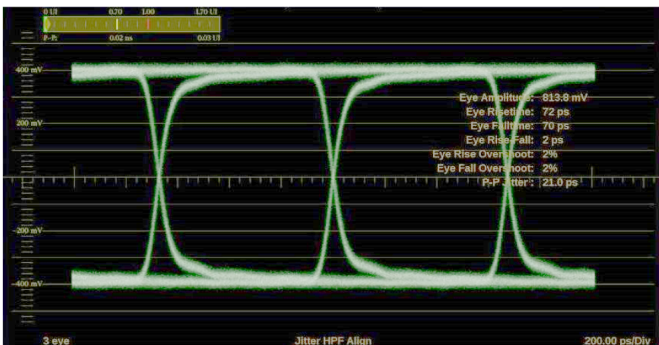 0 UI 0.70 1.00 1.70 UI
P-P: 0.02 ns 0.03 UI
400 mV
200 mV
-200 mV
-400 mV
Eye Amplitude: 813.8 mV
Eye Risetime: 72 ps
Eye Falltime: 70 ps
Eye Rise-Fall: 2 ps
Eye Rise Overshoot: 2%
Eye Fall Overshoot: 2%
P-P Jitter: 21.0 ps
3 eye Jitter HPF Align 200.00 ps/Div